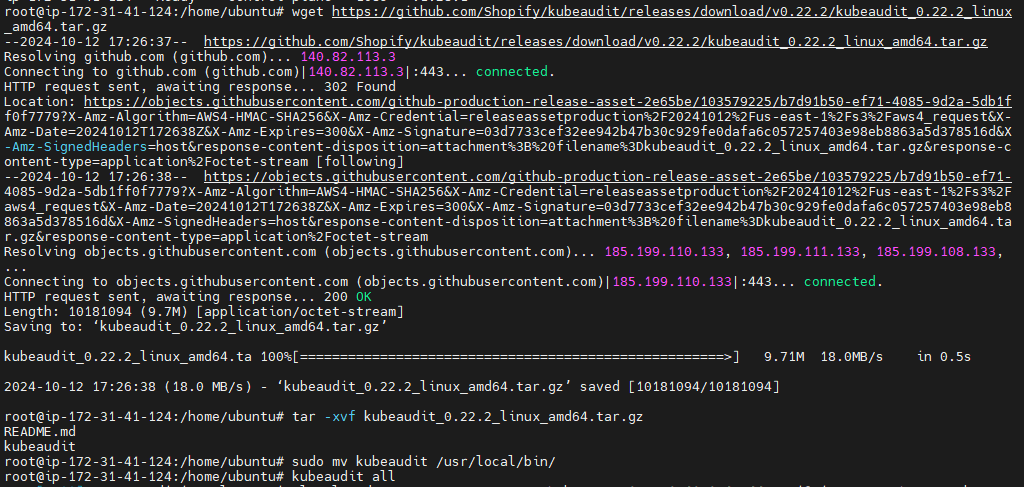 root@ip-172-31-41-124:/home/ubuntu# wget https://github.com/Shopify/kubeaudit/releases/download/v0.22.2/kubeaudit_0.22.2_linux
_amd64.tar.gz
--2024-10-12 17:26:37--  https://github.com/Shopify/kubeaudit/releases/download/v0.22.2/kubeaudit_0.22.2_linux_amd64.tar.gz
Resolving github.com (github.com)... 140.82.113.3
Connecting to github.com (github.com)|140.82.113.3|:443... connected.
HTTP request sent, awaiting response... 302 Found
Location: https://objects.githubusercontent.com/github-production-release-asset-2e65be/103579225/b7d91b50-ef71-4085-9d2a-5db1f
f0f7779?X-Amz-Algorithm=AWS4-HMAC-SHA256&X-Amz-Credential=releaseassetproduction%2F20241012%2Fus-east-1%2Fs3%2Faws4_request&X-
Amz-Date=20241012T172638Z&X-Amz-Expires=300&X-Amz-Signature=03d7733cef32ee942b47b30c929fe0dafa6c057257403e98eb8863a5d378516d&X
-Amz-SignedHeaders=host&response-content-disposition=attachment%3B%20filename%3Dkubeaudit_0.22.2_linux_amd64.tar.gz&response-c
ontent-type=application%2Foctet-stream [following]
--2024-10-12 17:26:38--  https://objects.githubusercontent.com/github-production-release-asset-2e65be/103579225/b7d91b50-ef71-
4085-9d2a-5db1ff0f7779?X-Amz-Algorithm=AWS4-HMAC-SHA256&X-Amz-Credential=releaseassetproduction%2F20241012%2Fus-east-1%2Fs3%2F
aws4_request&X-Amz-Date=20241012T172638Z&X-Amz-Expires=300&X-Amz-Signature=03d7733cef32ee942b47b30c929fe0dafa6c057257403e98eb8
863a5d378516d&X-Amz-SignedHeaders=host&response-content-disposition=attachment%3B%20filename%3Dkubeaudit_0.22.2_linux_amd64.ta
r.gz&response-content-type=application%2Foctet-stream
Resolving objects.githubusercontent.com (objects.githubusercontent.com)... 185.199.110.133, 185.199.111.133, 185.199.108.133,
...
Connecting to objects.githubusercontent.com (objects.githubusercontent.com)|185.199.110.133|:443... connected.
HTTP request sent, awaiting response... 200 OK
Length: 10181094 (9.7M) [application/octet-stream]
Saving to: ‘kubeaudit_0.22.2_linux_amd64.tar.gz’
kubeaudit_0.22.2_linux_amd64.ta 100%[======================================================>]   9.71M  18.0MB/s    in 0.5s
2024-10-12 17:26:38 (18.0 MB/s) - ‘kubeaudit_0.22.2_linux_amd64.tar.gz’ saved [10181094/10181094]
root@ip-172-31-41-124:/home/ubuntu# tar -xvf kubeaudit_0.22.2_linux_amd64.tar.gz
README.md
kubeaudit
root@ip-172-31-41-124:/home/ubuntu# sudo mv kubeaudit /usr/local/bin/
root@ip-172-31-41-124:/home/ubuntu# kubeaudit all